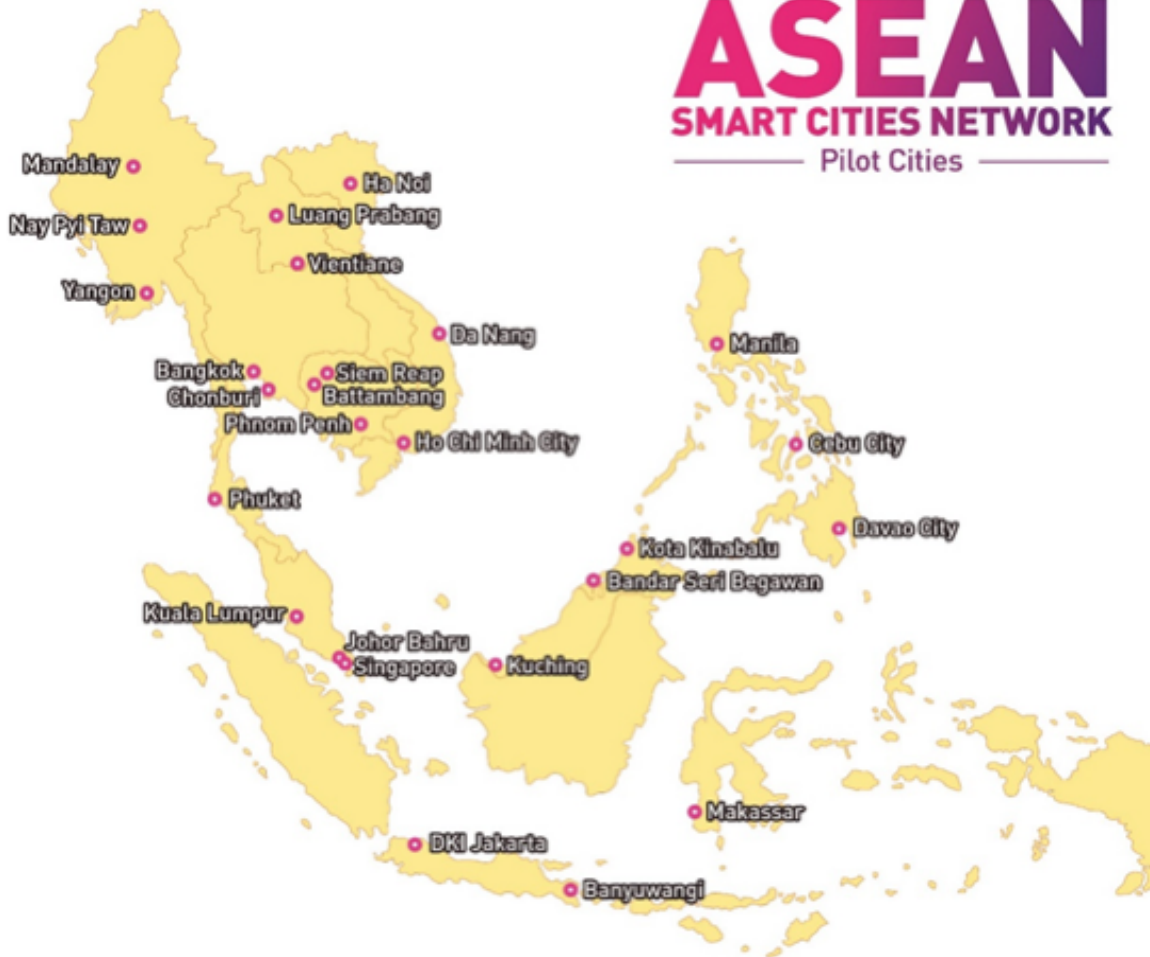 ASEAN
SMART CITIES NETWORK
Pilot Cities
Mandalay
Ha Noi
Luang Prabang
Nay Pyi Taw
Vientiane
Yangon
Da Nang
Manila
Bangkok
Siem Reap
Chonburi
Battambang
Phnom Penh
Ho Chi Minh City
Cebu City
Phuket
Davao City
Kota Kinabalu
Bandar Seri Begawan
Kuala Lumpur
Johor Bahru
Singapore
Kuching
Makassar
DKI Jakarta
Banyuwangi